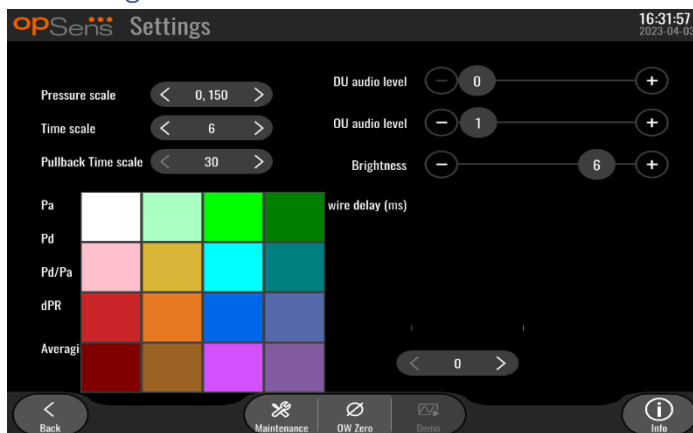 opSens Settings
16:31:57
2023-04-03
Pressure scale < 0, 150 >
Time scale < 6 >
Pullback Time scale < 30 >
DU audio level − 0 +
OU audio level − 1 +
Brightness − 6 +
Pa
wire delay (ms)
Pd
Pd/Pa
dPR
Averagi
< 0 >
Back
Maintenance
OW Zero
Demo
Info